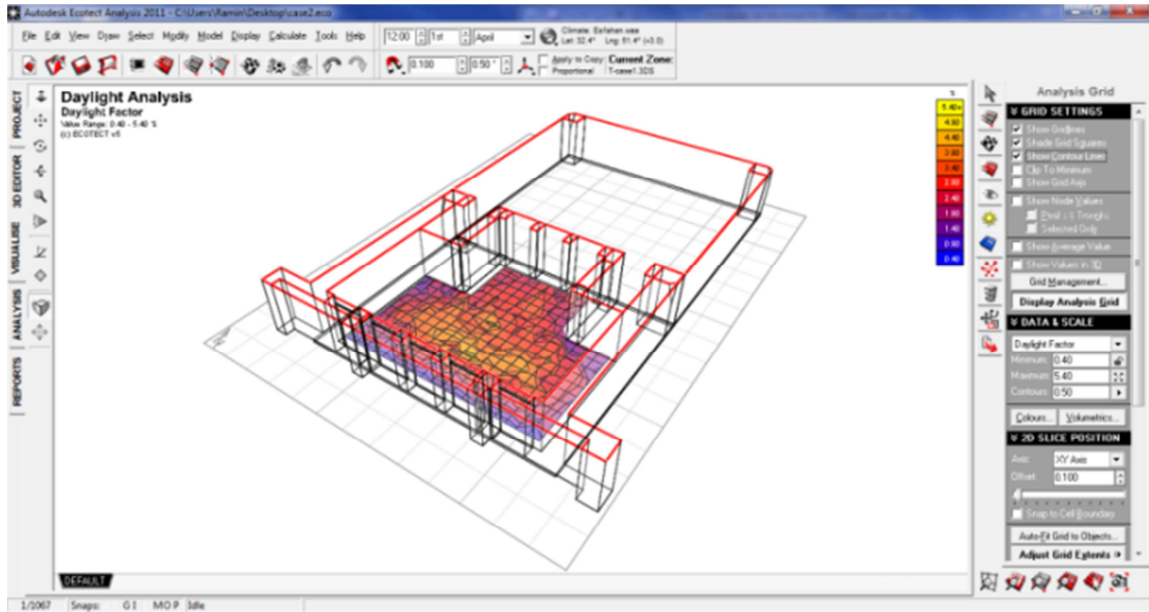 Autodesk Ecotect Analysis 2011 - C:\Users\Ramin\Desktop\case2.eco
File Edit View Draw Select Modify Model Display Calculate Tools Help
12:00 1st April
Climate: Esfahan.wea
Lat: 32.4° Lng: 51.4° (+3.0)
0.100 0.50 °
Apply to Copy
Proportional
Current Zone:
T-case1.3DS
PROJECT
3D EDITOR
VISUALISE
ANALYSIS
REPORTS
Daylight Analysis
Daylight Factor
Value Range: 0.40 - 5.40 %
(c) ECOTECT v5
%
5.40+
4.90
4.40
3.90
3.40
2.90
2.40
1.90
1.40
0.90
0.40
Analysis Grid
GRID SETTINGS
Show Gridlines
Shade Grid Squares
Show Contour Lines
Clip To Minimum
Show Grid Axis
Show Node Values
Peaks & Troughs
Selected Only
Show Average Value
Show Values in 3D
Grid Management...
Display Analysis Grid
DATA & SCALE
Daylight Factor
Minimum: 0.40
Maximum: 5.40
Contours: 0.50
Colours... Volumetrics...
2D SLICE POSITION
Axis: XY Axis
Offset: 0.100
Snap to Cell Boundary
Auto-Fit Grid to Objects...
Adjust Grid Extents
DEFAULT
1/1067 Snaps: G I M O P Idle